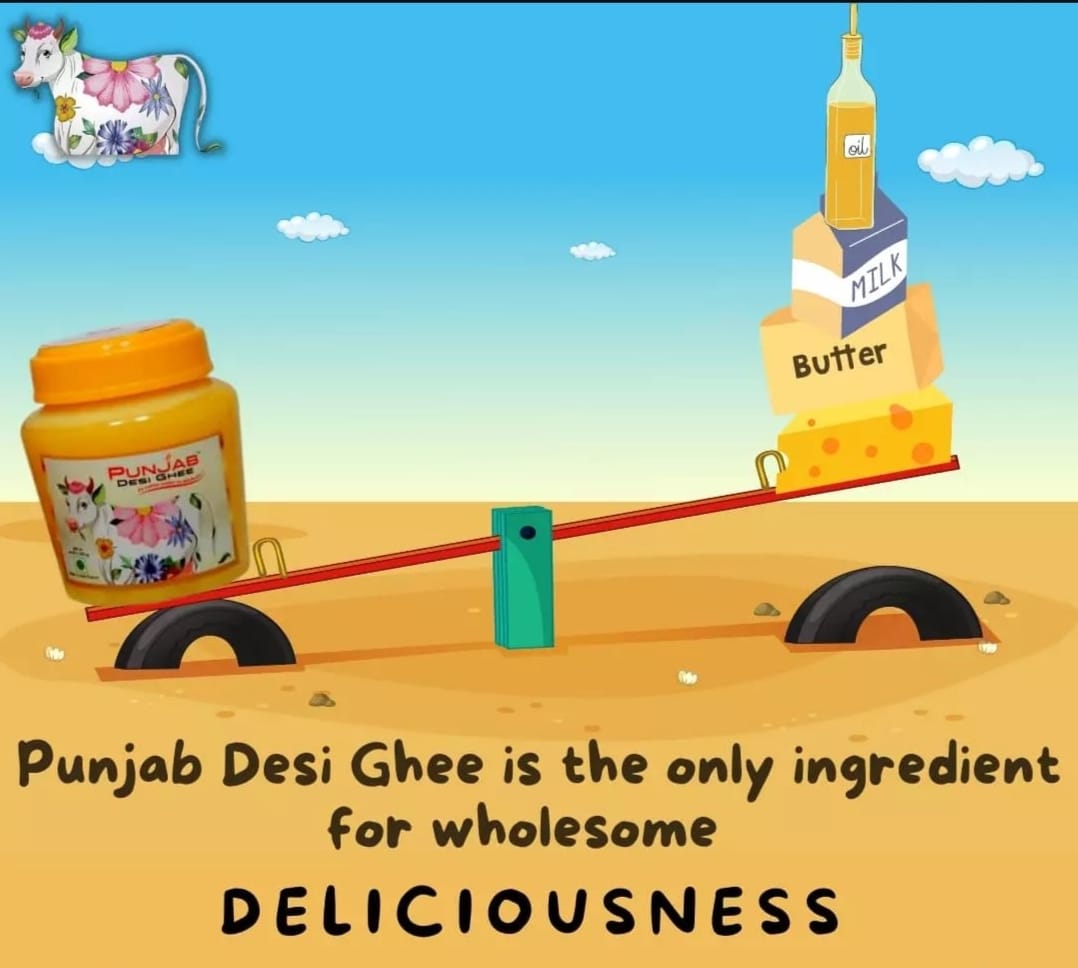 oil
MILK
Butter
PUNJAB
DESI GHEE
Punjab Desi Ghee is the only ingredient
for wholesome
DELICIOUSNESS